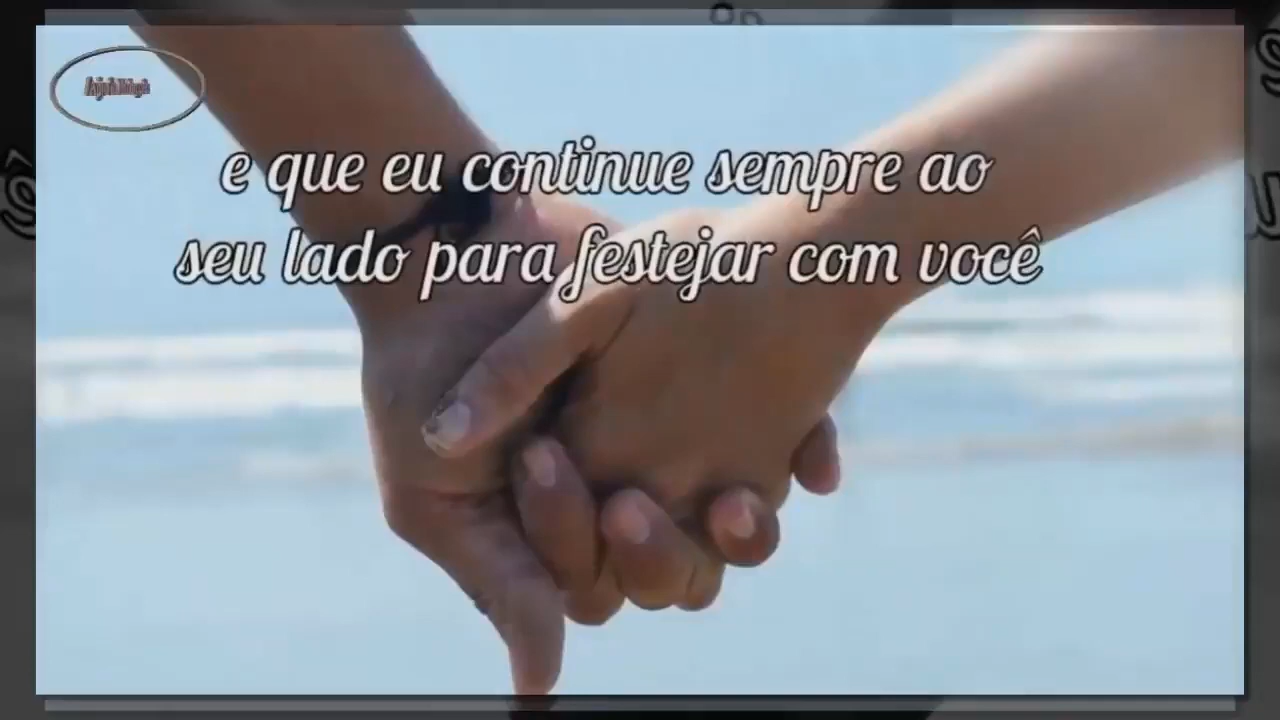 e que eu continue sempre ao
seu lado para festejar com você